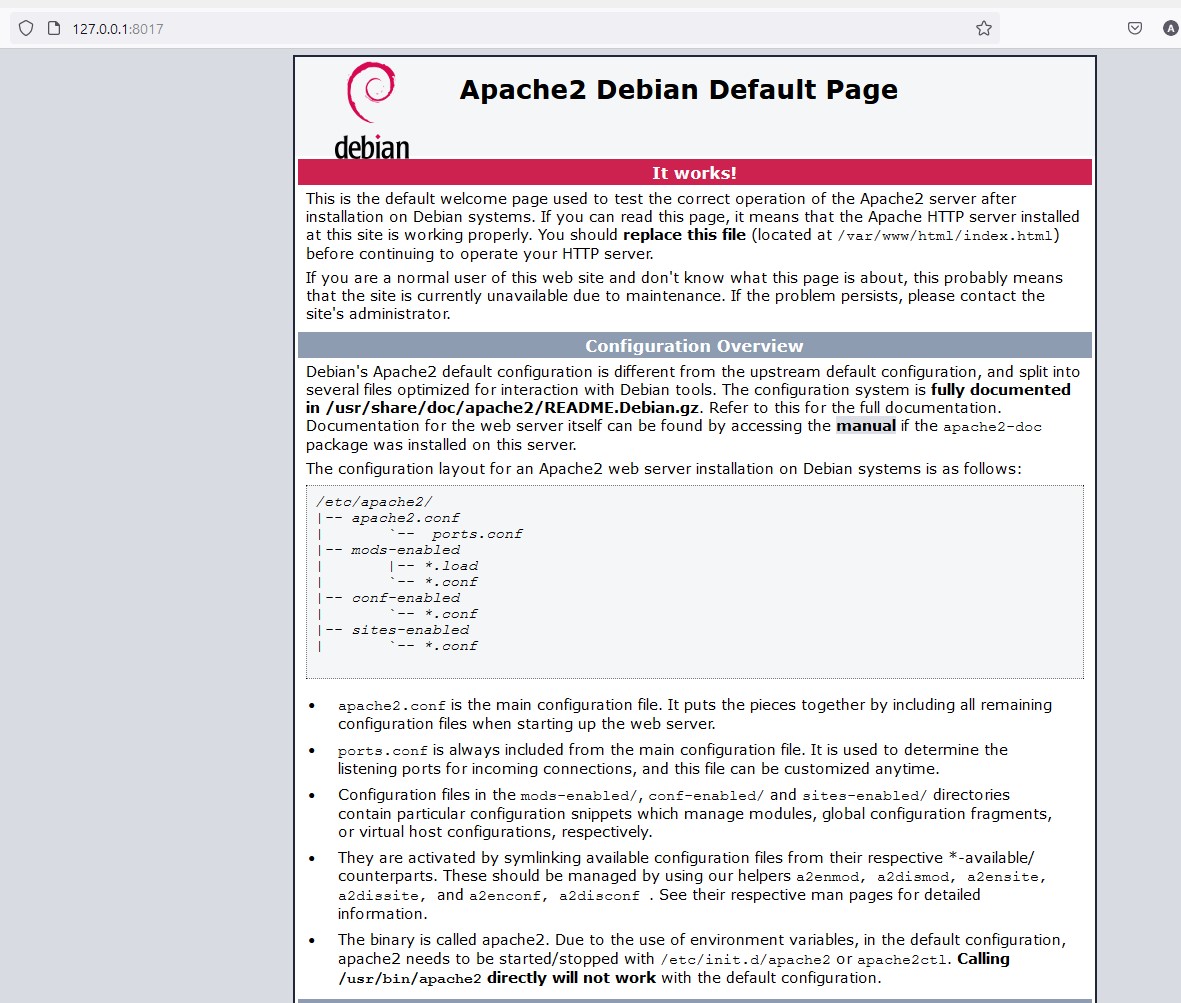 127.0.0.1:8017
A
debian
Apache2 Debian Default Page
It works!
This is the default welcome page used to test the correct operation of the Apache2 server after
installation on Debian systems. If you can read this page, it means that the Apache HTTP server installed
at this site is working properly. You should replace this file (located at /var/www/html/index.html)
before continuing to operate your HTTP server.
If you are a normal user of this web site and don't know what this page is about, this probably means
that the site is currently unavailable due to maintenance. If the problem persists, please contact the
site's administrator.
Configuration Overview
Debian's Apache2 default configuration is different from the upstream default configuration, and split into
several files optimized for interaction with Debian tools. The configuration system is fully documented
in /usr/share/doc/apache2/README.Debian.gz. Refer to this for the full documentation.
Documentation for the web server itself can be found by accessing the manual if the apache2-doc
package was installed on this server.
The configuration layout for an Apache2 web server installation on Debian systems is as follows:
/etc/apache2/
|-- apache2.conf
|       `--  ports.conf
|-- mods-enabled
|       |-- *.load
|       `-- *.conf
|-- conf-enabled
|       `-- *.conf
|-- sites-enabled
|       `-- *.conf
• apache2.conf is the main configuration file. It puts the pieces together by including all remaining
configuration files when starting up the web server.
• ports.conf is always included from the main configuration file. It is used to determine the
listening ports for incoming connections, and this file can be customized anytime.
• Configuration files in the mods-enabled/, conf-enabled/ and sites-enabled/ directories
contain particular configuration snippets which manage modules, global configuration fragments,
or virtual host configurations, respectively.
• They are activated by symlinking available configuration files from their respective *-available/
counterparts. These should be managed by using our helpers a2enmod, a2dismod, a2ensite,
a2dissite, and a2enconf, a2disconf . See their respective man pages for detailed
information.
• The binary is called apache2. Due to the use of environment variables, in the default configuration,
apache2 needs to be started/stopped with /etc/init.d/apache2 or apache2ctl. Calling
/usr/bin/apache2 directly will not work with the default configuration.